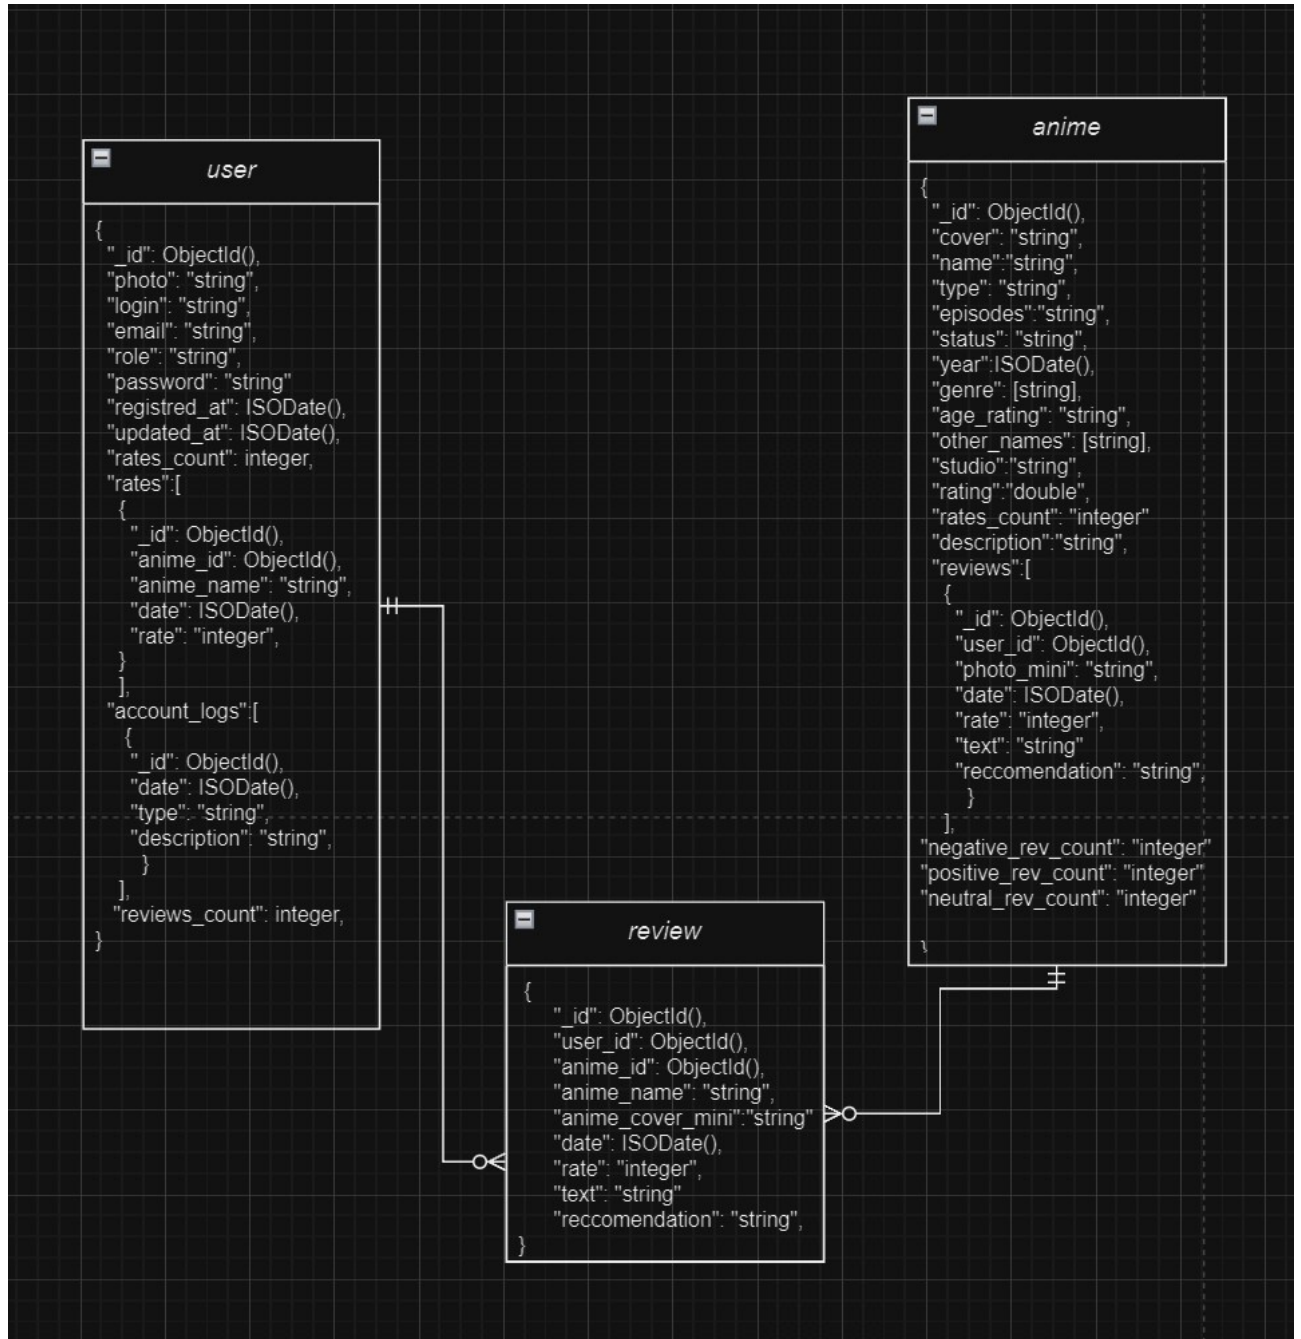 user
{
"_id": ObjectId(),
"photo": "string",
"login": "string",
"email": "string",
"role": "string",
"password": "string"
"registred_at": ISODate(),
"updated_at": ISODate(),
"rates_count": integer,
"rates":[
{
"_id": ObjectId(),
"anime_id": ObjectId(),
"anime_name": "string",
"date": ISODate(),
"rate": "integer",
}
],
"account_logs":[
{
"_id": ObjectId(),
"date": ISODate(),
"type": "string",
"description": "string",
}
],
"reviews_count": integer,
}
anime
{
"_id": ObjectId(),
"cover": "string",
"name":"string",
"type": "string",
"episodes":"string",
"status": "string",
"year":ISODate(),
"genre": [string],
"age_rating": "string",
"other_names": [string],
"studio":"string",
"rating":"double",
"rates_count": "integer"
"description":"string",
"reviews":[
{
"_id": ObjectId(),
"user_id": ObjectId(),
"photo_mini": "string",
"date": ISODate(),
"rate": "integer",
"text": "string"
"reccomendation": "string",
}
],
"negative_rev_count": "integer"
"positive_rev_count": "integer"
"neutral_rev_count": "integer"
}
review
{
"_id": ObjectId(),
"user_id": ObjectId(),
"anime_id": ObjectId(),
"anime_name": "string",
"anime_cover_mini":"string"
"date": ISODate(),
"rate": "integer",
"text": "string"
"reccomendation": "string",
}